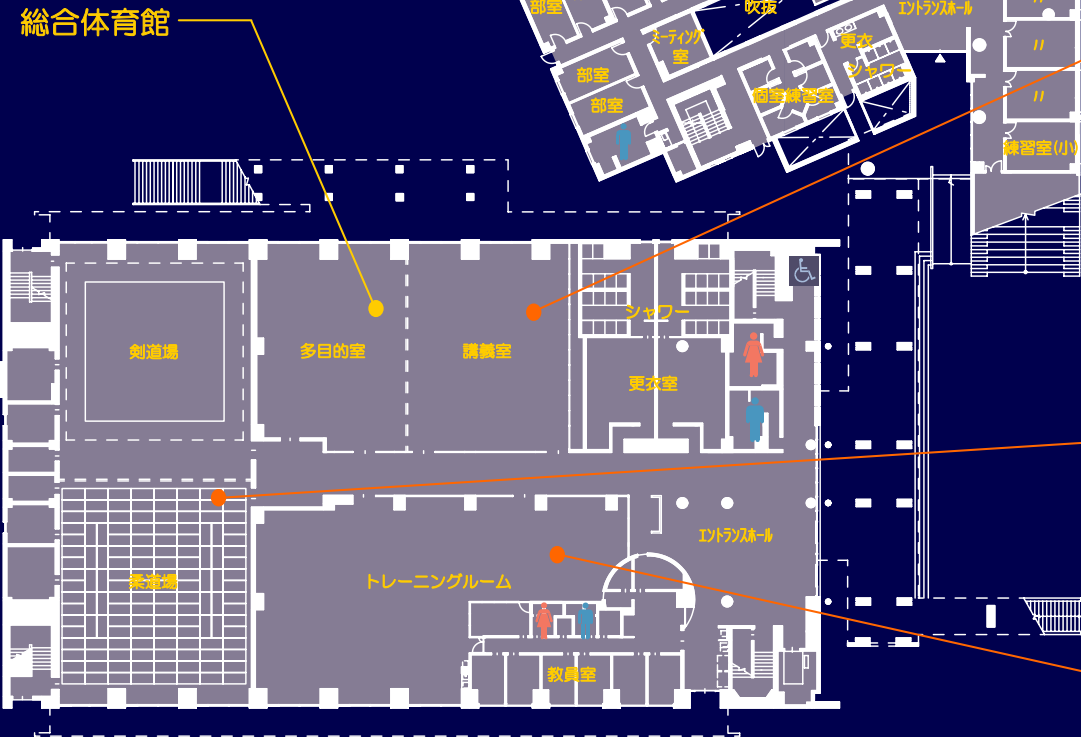 総合体育館
部室
吹抜
エントランスホール
〃
ミーティング
室
更衣
〃
部室
シャワー
部室
個室練習室
〃
練習室(小)
シャワー
剣道場
多目的室
講義室
更衣室
エントランスホール
柔道場
トレーニングルーム
教員室